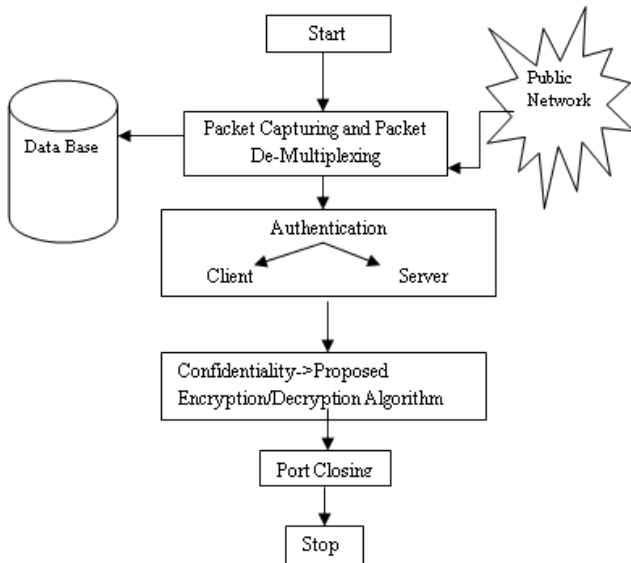 Start
Public
Network
Data Base
Packet Capturing and Packet
De-Multiplexing
Authentication
Client
Server
Confidentiality->Proposed
Encryption/Decryption Algorithm
Port Closing
Stop